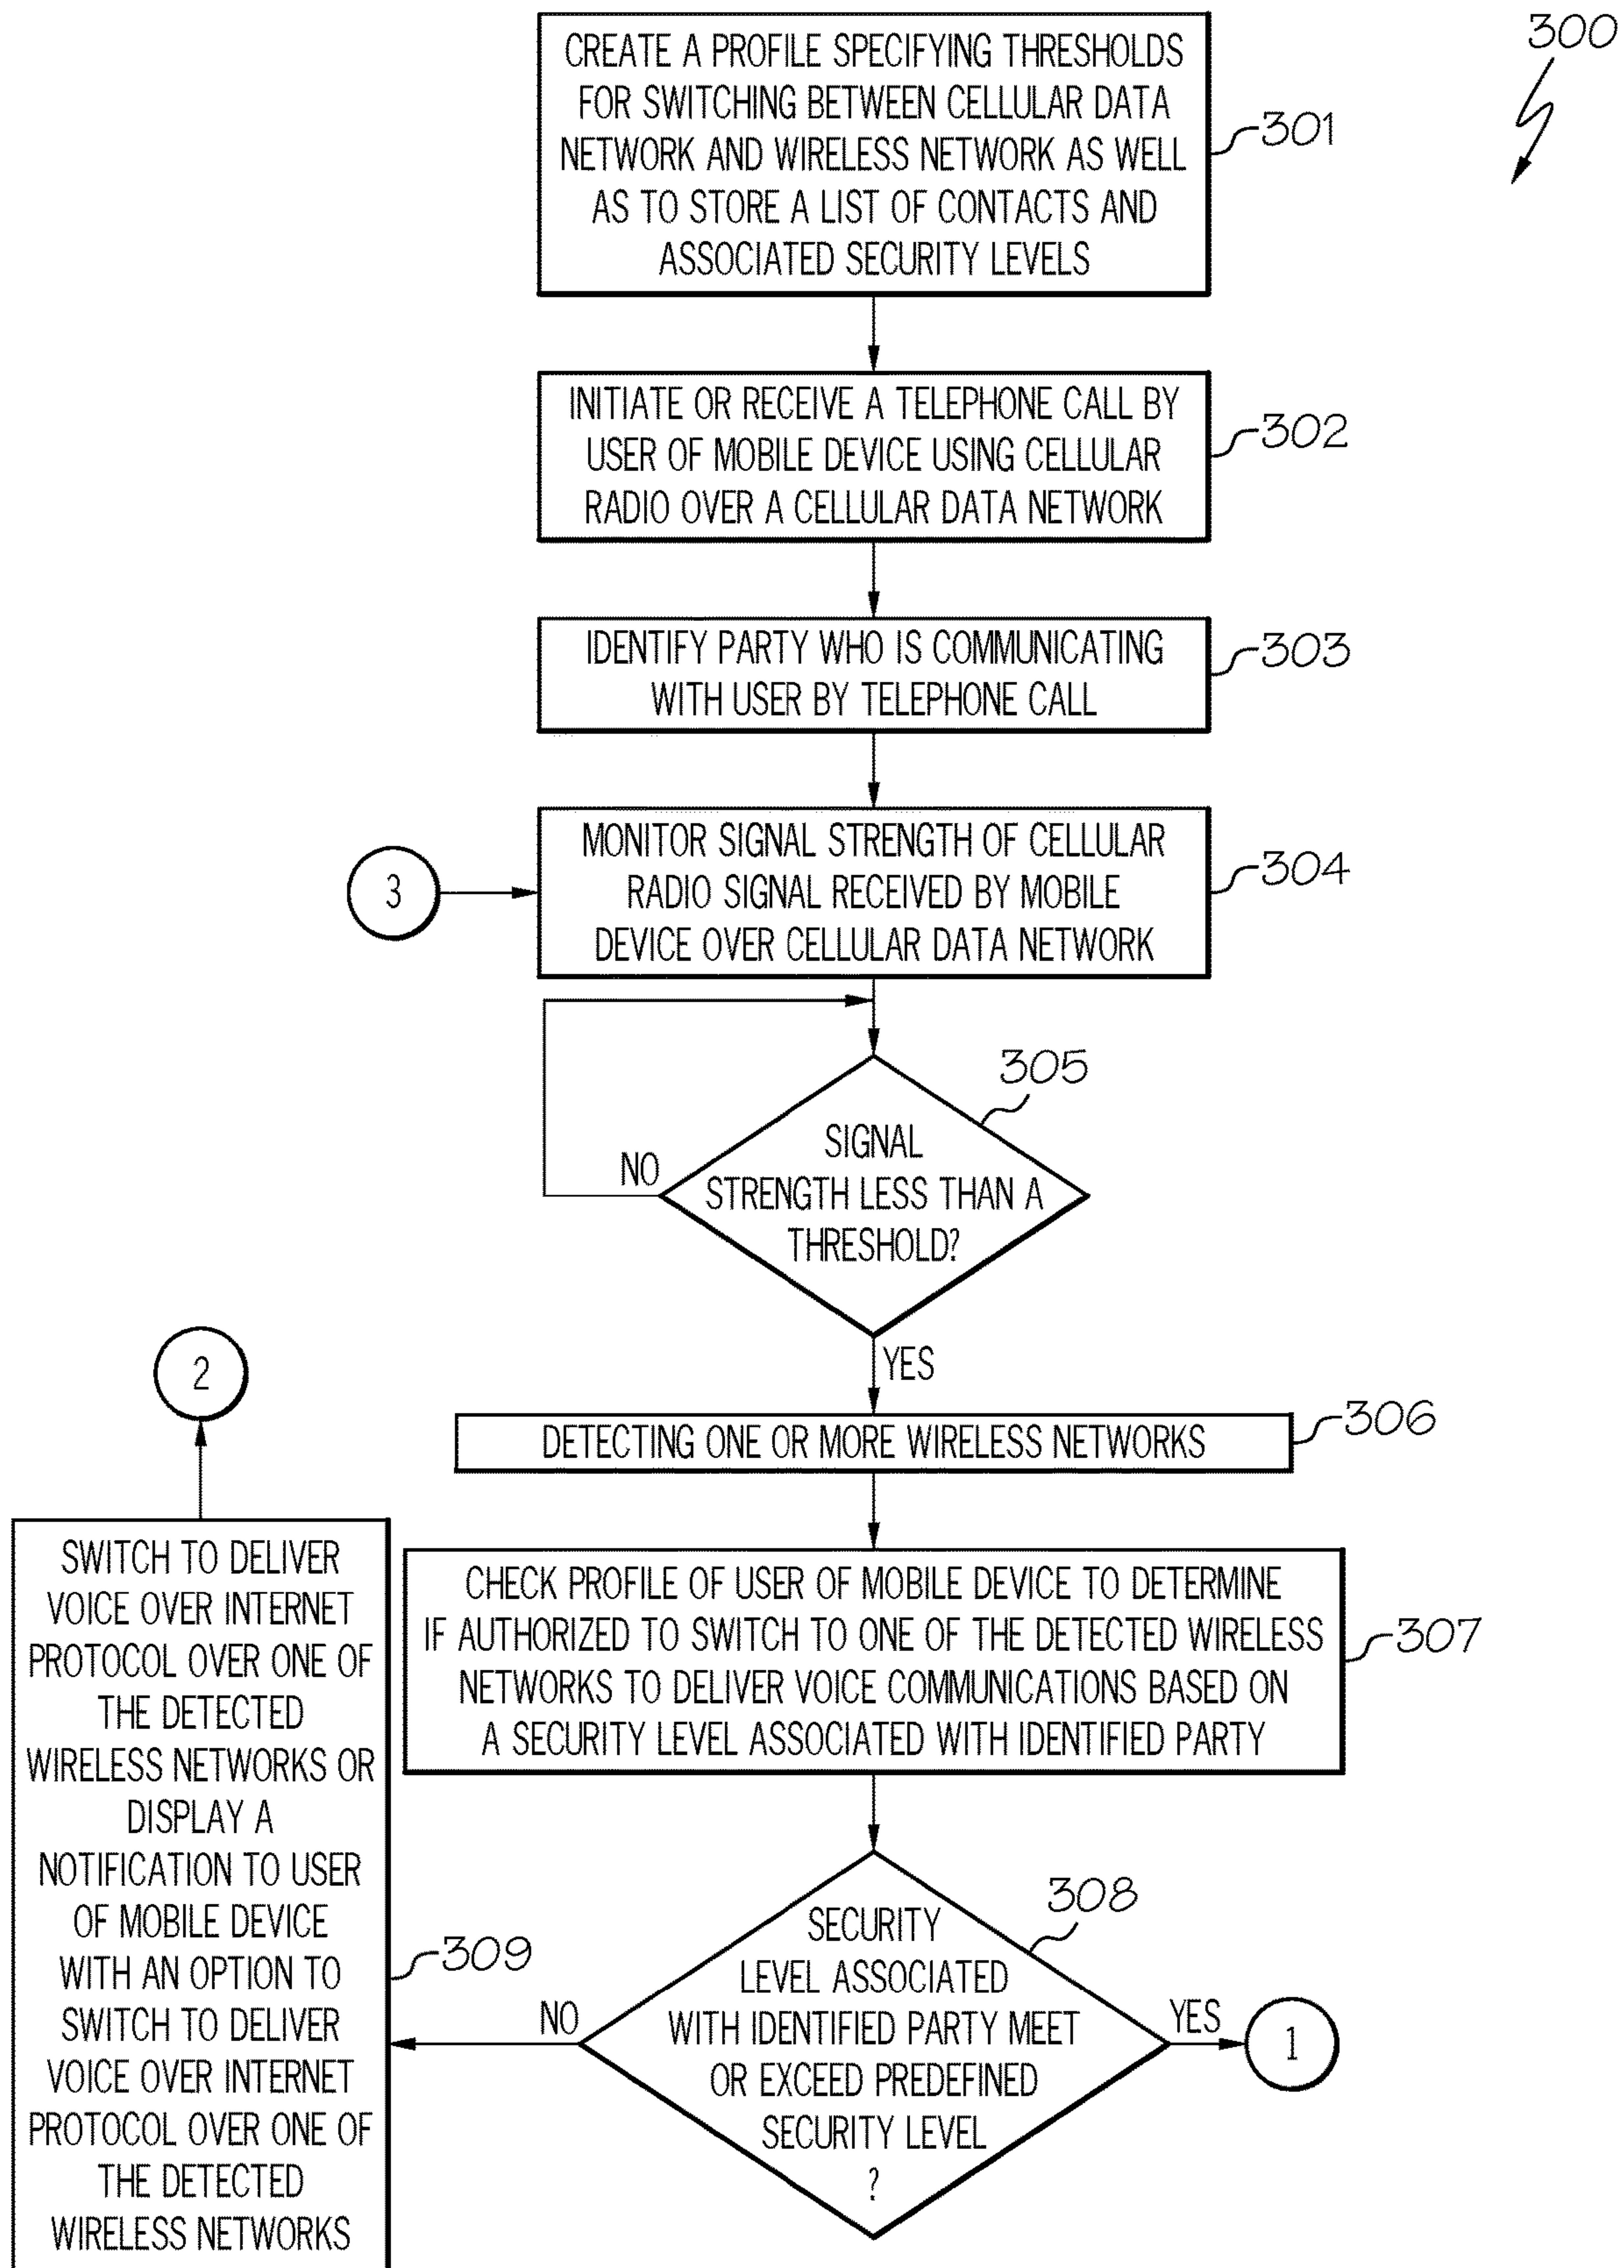 300
CREATE A PROFILE SPECIFYING THRESHOLDS
FOR SWITCHING BETWEEN CELLULAR DATA
NETWORK AND WIRELESS NETWORK AS WELL
AS TO STORE A LIST OF CONTACTS AND
ASSOCIATED SECURITY LEVELS
301
INITIATE OR RECEIVE A TELEPHONE CALL BY
USER OF MOBILE DEVICE USING CELLULAR
RADIO OVER A CELLULAR DATA NETWORK
302
IDENTIFY PARTY WHO IS COMMUNICATING
WITH USER BY TELEPHONE CALL
303
3
MONITOR SIGNAL STRENGTH OF CELLULAR
RADIO SIGNAL RECEIVED BY MOBILE
DEVICE OVER CELLULAR DATA NETWORK
304
305
SIGNAL
STRENGTH LESS THAN A
THRESHOLD?
NO
YES
2
DETECTING ONE OR MORE WIRELESS NETWORKS
306
CHECK PROFILE OF USER OF MOBILE DEVICE TO DETERMINE
IF AUTHORIZED TO SWITCH TO ONE OF THE DETECTED WIRELESS
NETWORKS TO DELIVER VOICE COMMUNICATIONS BASED ON
A SECURITY LEVEL ASSOCIATED WITH IDENTIFIED PARTY
307
308
SECURITY
LEVEL ASSOCIATED
WITH IDENTIFIED PARTY MEET
OR EXCEED PREDEFINED
SECURITY LEVEL
?
YES
1
NO
SWITCH TO DELIVER
VOICE OVER INTERNET
PROTOCOL OVER ONE OF
THE DETECTED
WIRELESS NETWORKS OR
DISPLAY A
NOTIFICATION TO USER
OF MOBILE DEVICE
WITH AN OPTION TO
SWITCH TO DELIVER
VOICE OVER INTERNET
PROTOCOL OVER ONE OF
THE DETECTED
WIRELESS NETWORKS
309